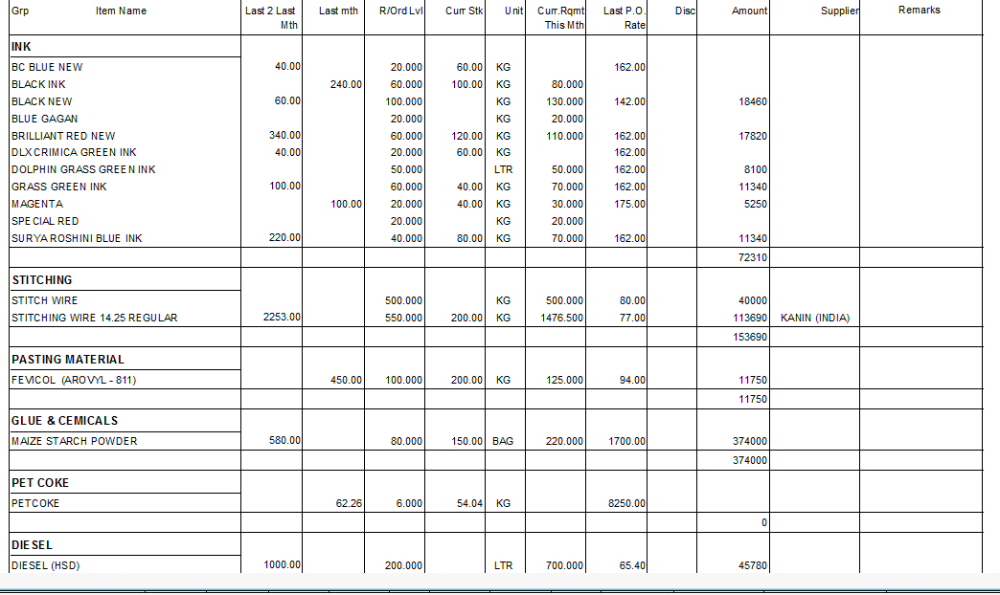 Grp Item Name Last 2 Last Mth Last mth R/Ord Lvl Curr Stk Unit Curr.Rqmt This Mth Last P.O. Rate Disc Amount Supplier Remarks
INK
BC BLUE NEW 40.00 20.000 60.00 KG 162.00
BLACK INK 240.00 60.000 100.00 KG 80.000
BLACK NEW 60.00 100.000 KG 130.000 142.00 18460
BLUE GAGAN 20.000 KG 20.000
BRILLIANT RED NEW 340.00 60.000 120.00 KG 110.000 162.00 17820
DLX CRIMICA GREEN INK 40.00 20.000 60.00 KG 162.00
DOLPHIN GRASS GREEN INK 50.000 LTR 50.000 162.00 8100
GRASS GREEN INK 100.00 60.000 40.00 KG 70.000 162.00 11340
MAGENTA 100.00 20.000 40.00 KG 30.000 175.00 5250
SPECIAL RED 20.000 KG 20.000
SURYA ROSHINI BLUE INK 220.00 40.000 80.00 KG 70.000 162.00 11340
72310
STITCHING
STITCH WIRE 500.000 KG 500.000 80.00 40000
STITCHING WIRE 14.25 REGULAR 2253.00 550.000 200.00 KG 1476.500 77.00 113690 KANIN (INDIA)
153690
PASTING MATERIAL
FEVICOL (AROVYL - 811) 450.00 100.000 200.00 KG 125.000 94.00 11750
11750
GLUE & CEMICALS
MAIZE STARCH POWDER 580.00 80.000 150.00 BAG 220.000 1700.00 374000
374000
PET COKE
PETCOKE 62.26 6.000 54.04 KG 8250.00
0
DIESEL
DIESEL (HSD) 1000.00 200.000 LTR 700.000 65.40 45780